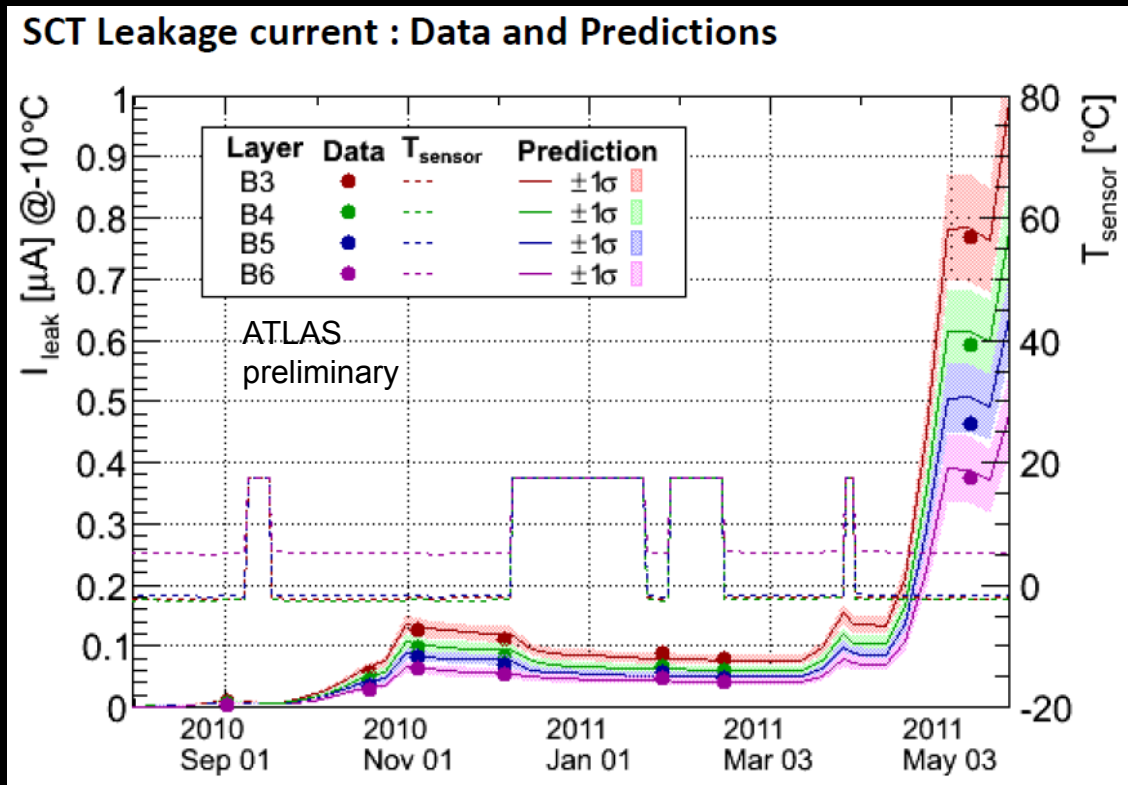 SCT Leakage current : Data and Predictions
I leak [µA] @-10°C
1
0.9
0.8
0.7
0.6
0.5
0.4
0.3
0.2
0.1
0
Layer Data T sensor Prediction
B3 ±1σ
B4 ±1σ
B5 ±1σ
B6 ±1σ
ATLAS
preliminary
80
60
40
20
0
-20
T sensor [°C]
2010 2010 2011 2011 2011
Sep 01 Nov 01 Jan 01 Mar 03 May 03